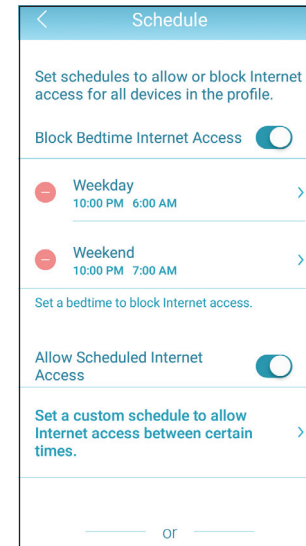 Schedule
Set schedules to allow or block Internet
access for all devices in the profile.
Block Bedtime Internet Access
Weekday
10:00 PM 6:00 AM
Weekend
10:00 PM 7:00 AM
Set a bedtime to block Internet access.
Allow Scheduled Internet
Access
Set a custom schedule to allow
Internet access between certain
times.
or